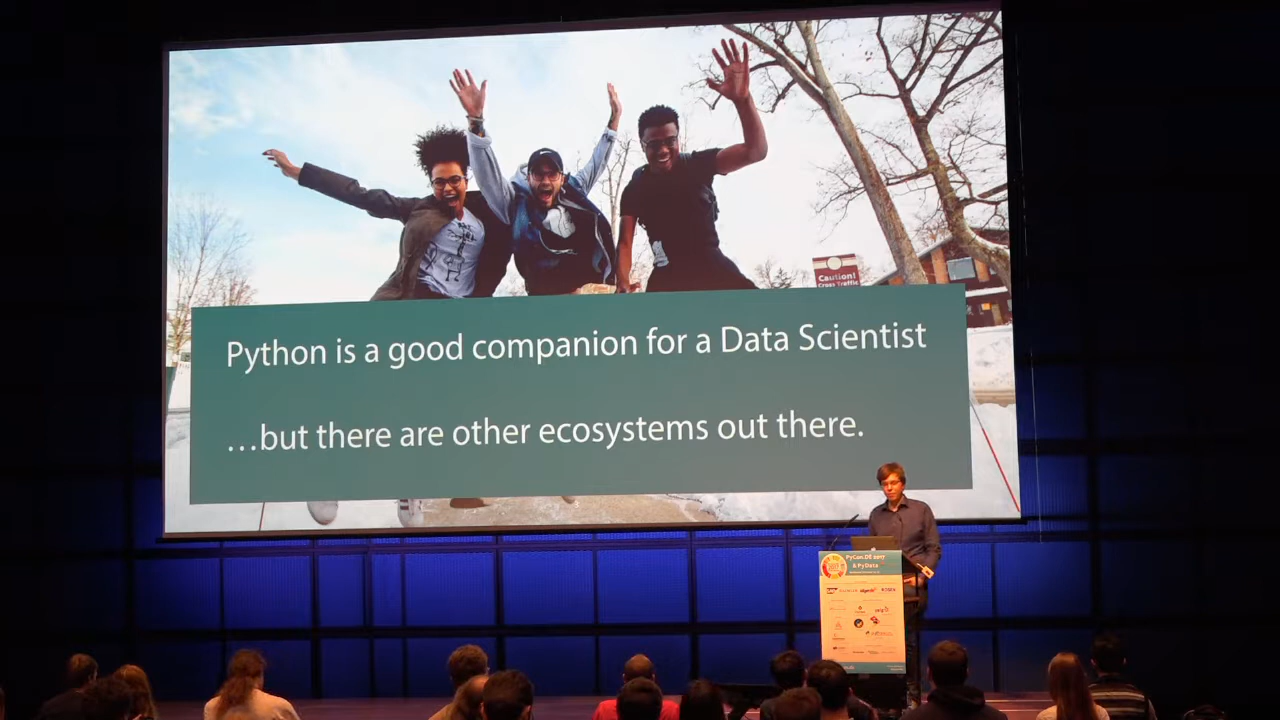 Caution!
Cross Traffic
Python is a good companion for a Data Scientist
...but there are other ecosystems out there.
PyCon.DE 2017
& PyData
SAP